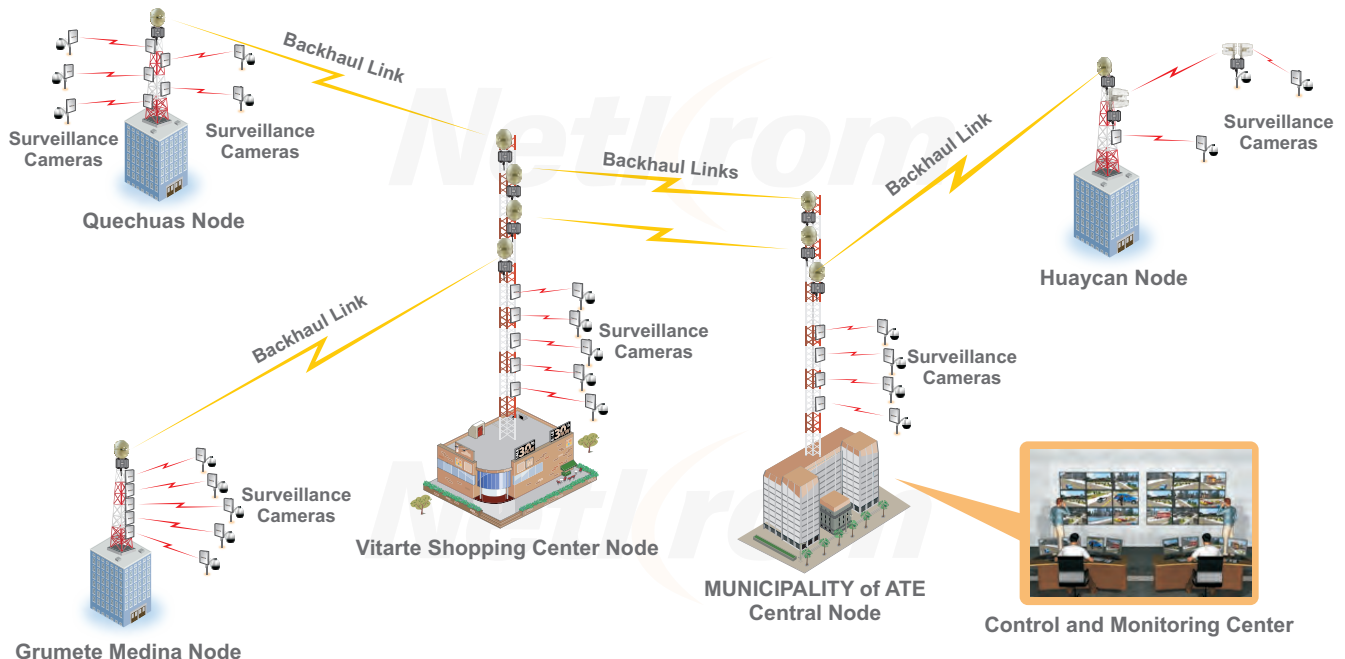 Backhaul Link
Surveillance
Cameras
Surveillance
Cameras
Quechuas Node
Netkrom
Backhaul Links
Backhaul Link
Surveillance
Cameras
Huaycan Node
Backhaul Link
Surveillance
Cameras
Surveillance
Cameras
Surveillance
Cameras
Grumete Medina Node
Netkrom
Vitarte Shopping Center Node
MUNICIPALITY of ATE
Central Node
Control and Monitoring Center